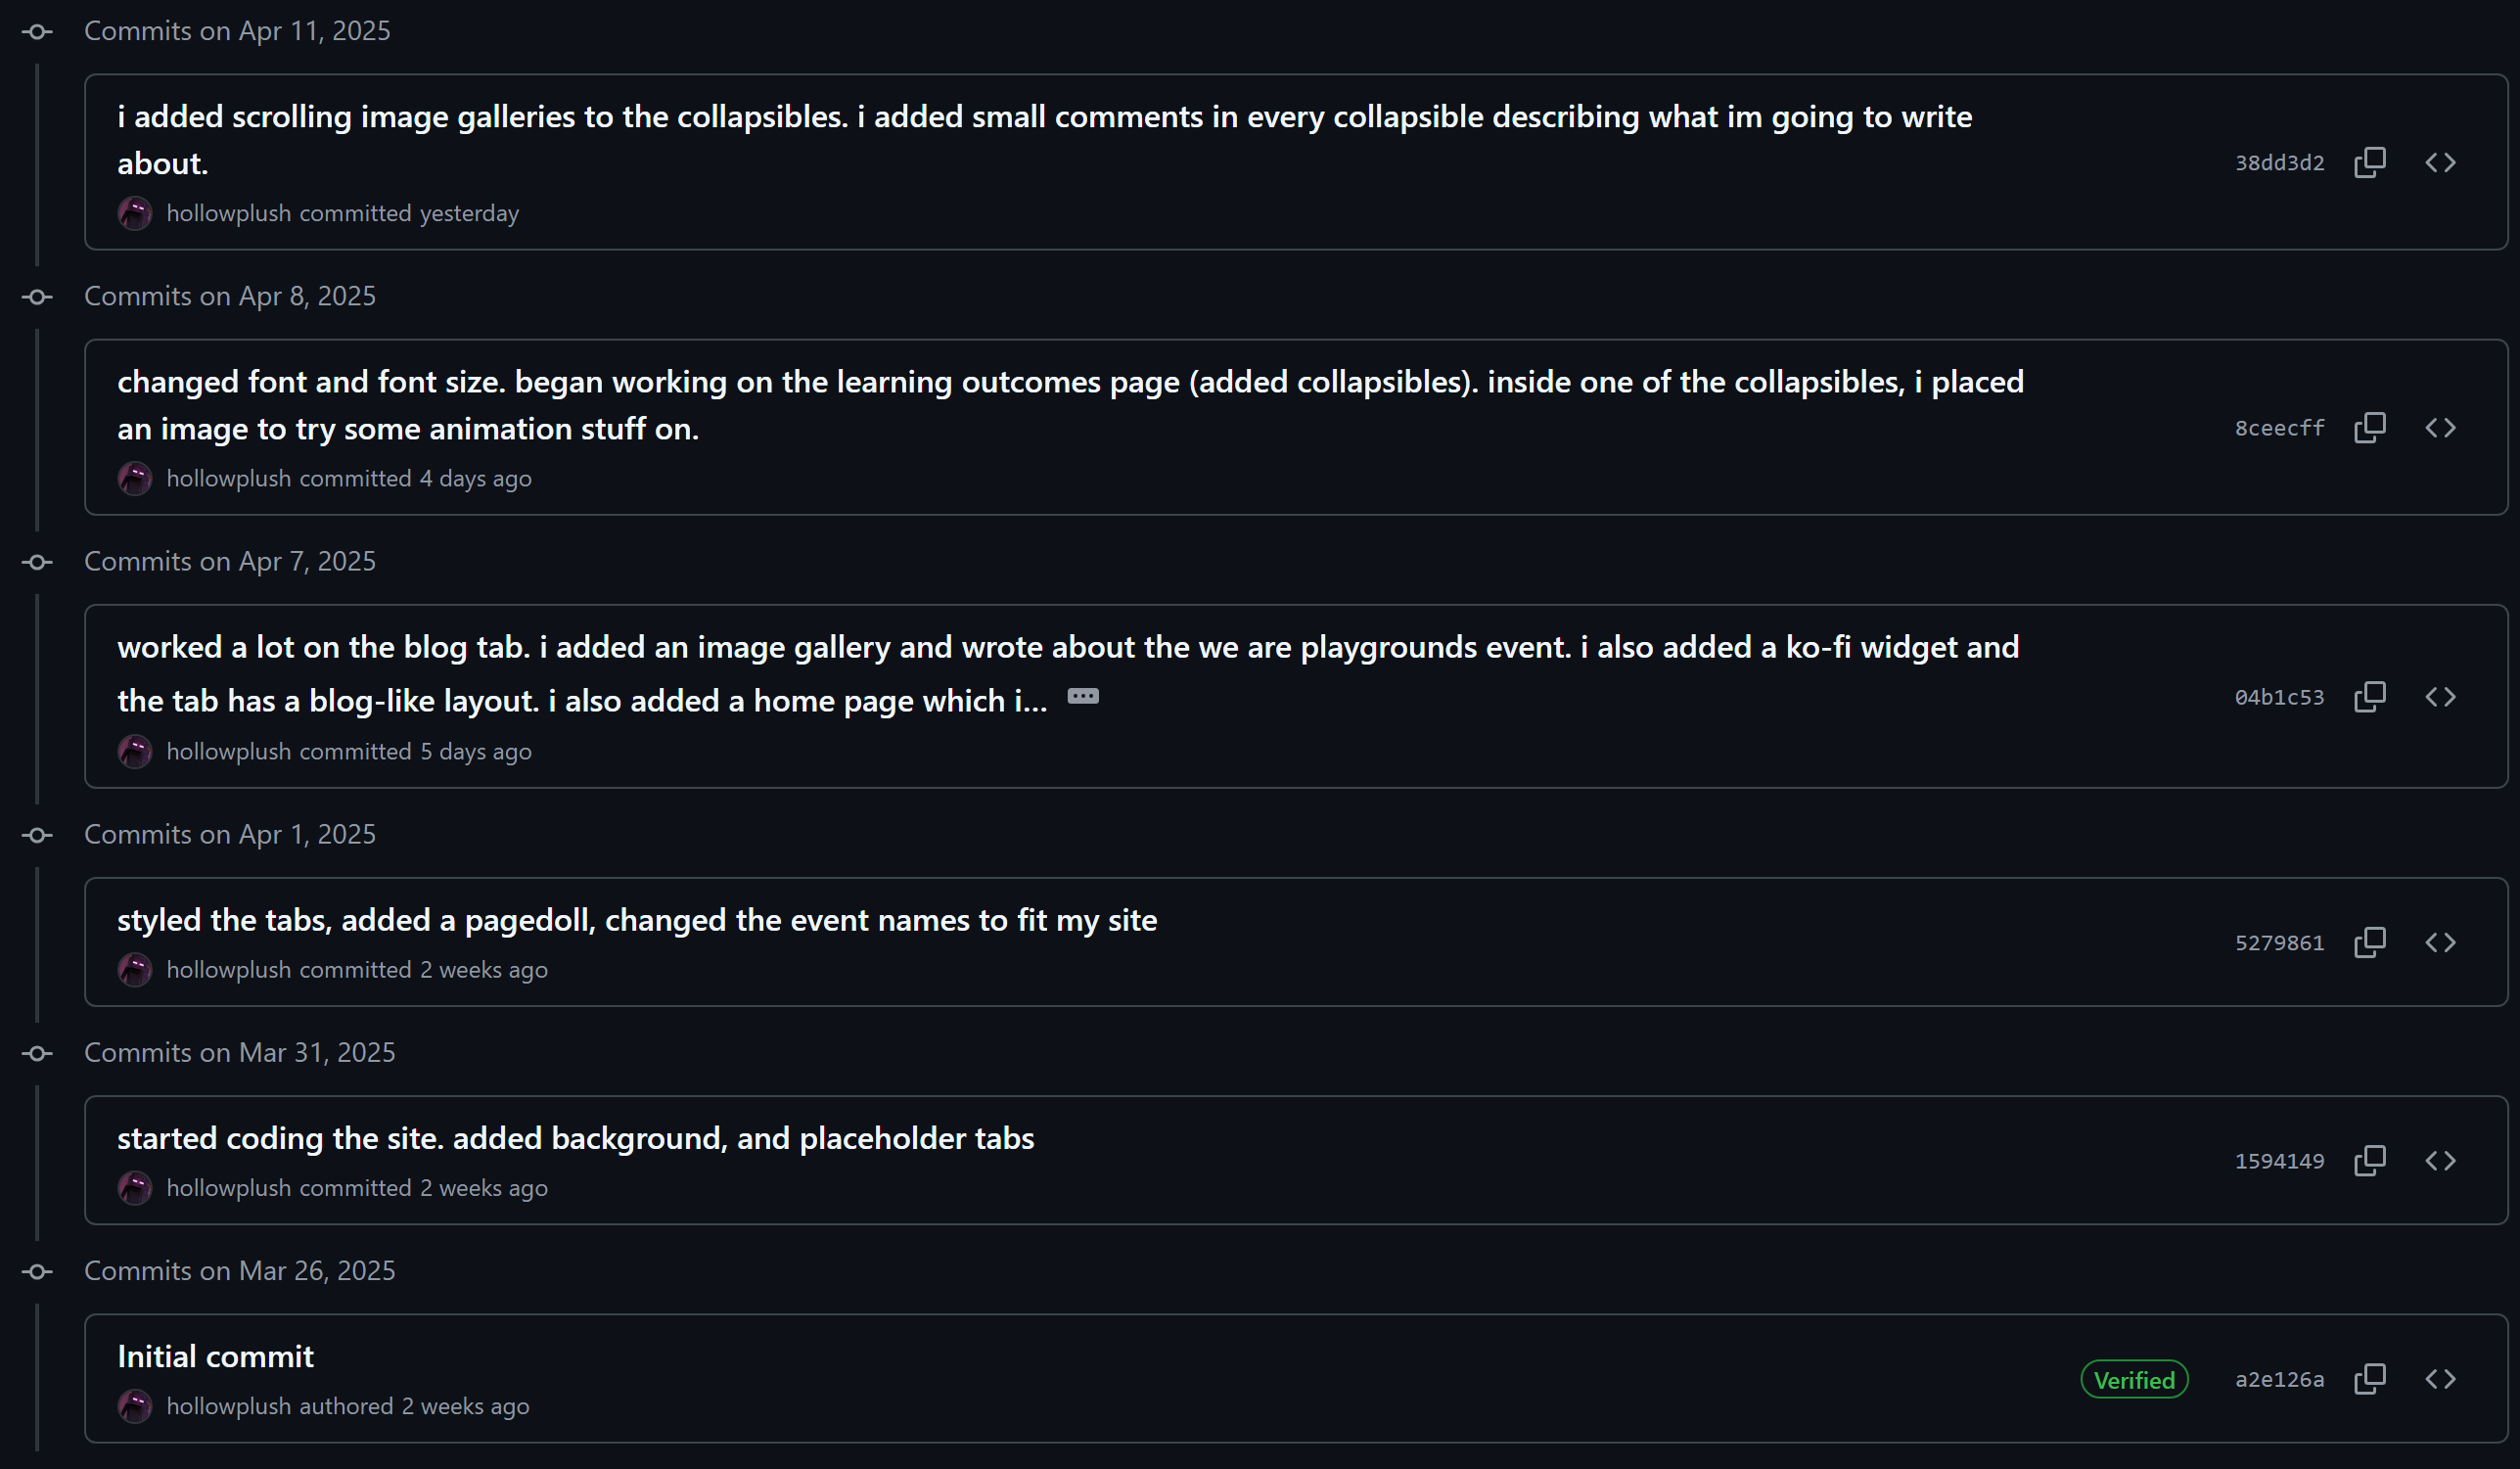 Commits on Apr 11, 2025
i added scrolling image galleries to the collapsibles. i added small comments in every collapsible describing what im going to write
about.
38dd3d2
hollowplush committed yesterday
Commits on Apr 8, 2025
changed font and font size. began working on the learning outcomes page (added collapsibles). inside one of the collapsibles, i placed
an image to try some animation stuff on.
8ceecff
hollowplush committed 4 days ago
Commits on Apr 7, 2025
worked a lot on the blog tab. i added an image gallery and wrote about the we are playgrounds event. i also added a ko-fi widget and
the tab has a blog-like layout. i also added a home page which i...
04b1c53
hollowplush committed 5 days ago
Commits on Apr 1, 2025
styled the tabs, added a pagedoll, changed the event names to fit my site
5279861
hollowplush committed 2 weeks ago
Commits on Mar 31, 2025
started coding the site. added background, and placeholder tabs
1594149
hollowplush committed 2 weeks ago
Commits on Mar 26, 2025
Initial commit
Verified a2e126a
hollowplush authored 2 weeks ago